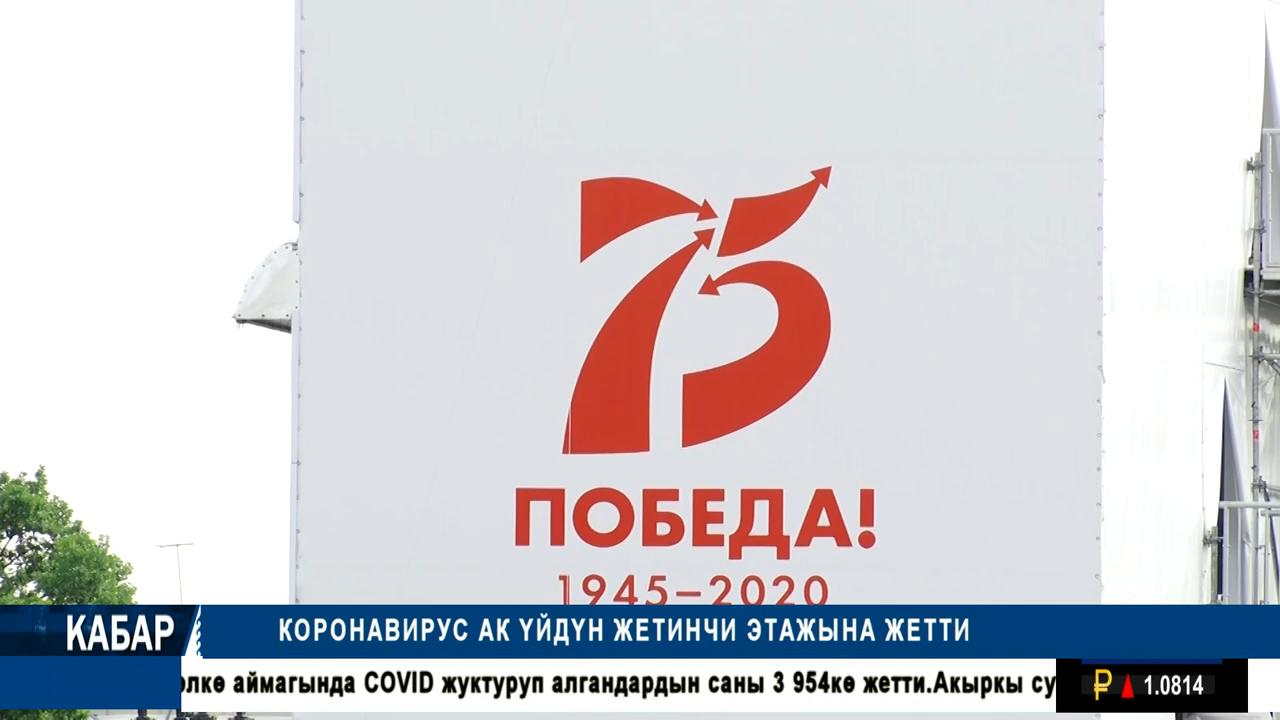 75
ПОБЕДА!
1945–2020
КАБАР
КОРОНАВИРУС АК ҮЙДҮН ЖЕТИНЧИ ЭТАЖЫНА ЖЕТТИ
аймагында COVID жуктуруп алгандардын саны 3 954кө жетти.Акыркы
₽ ▲ 1.0814